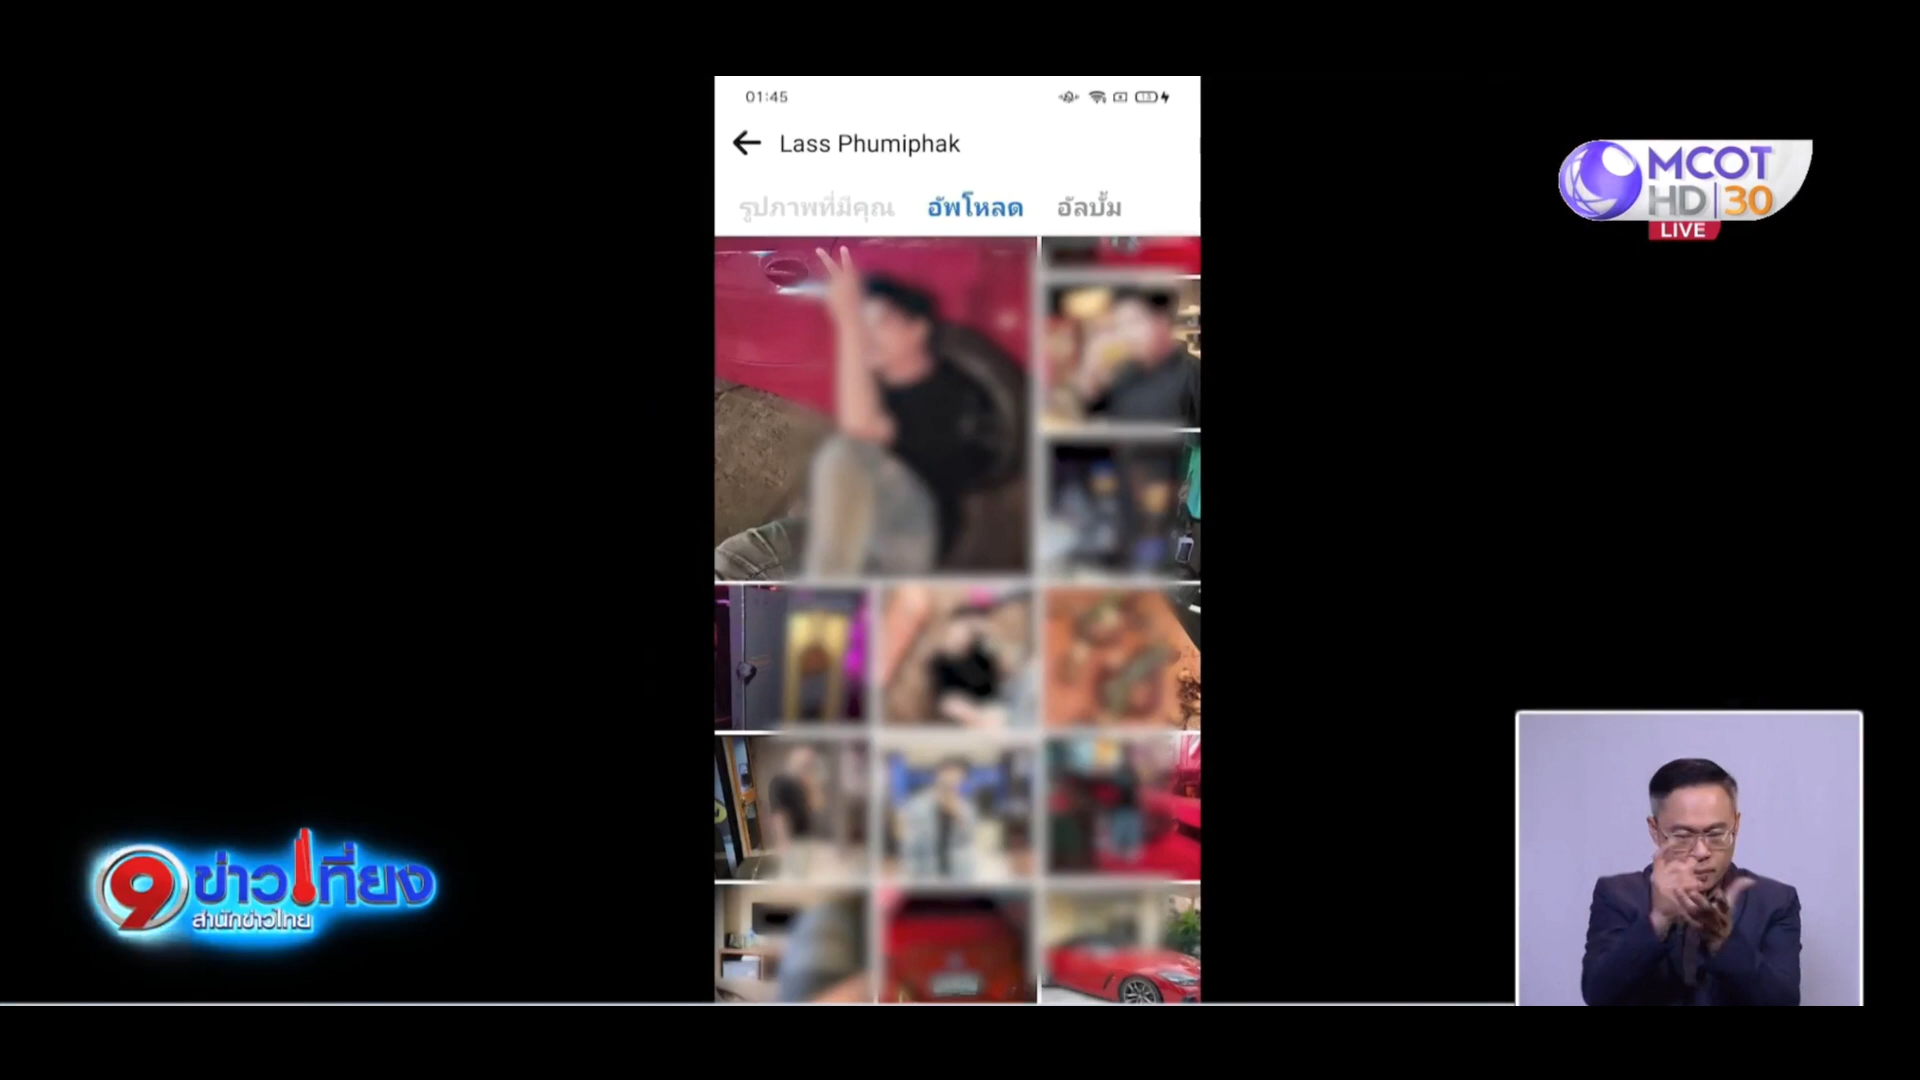 01:45
Lass Phumiphak
รูปภาพที่มีคุณ
อัพโหลด
อัลบั้ม
MCOT
HD 30
LIVE
9 ข่าวเที่ยง
สำนักข่าวไทย